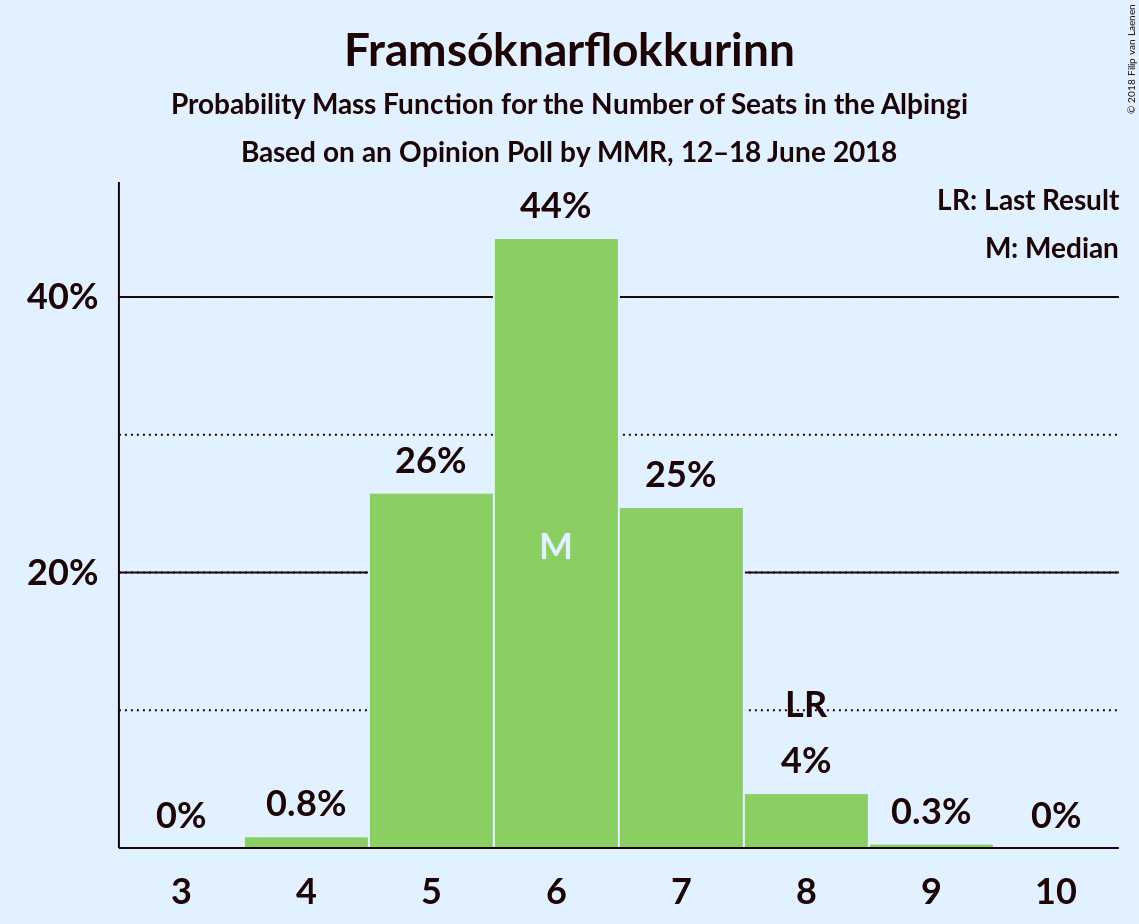 Framsóknarflokkurinn
Probability Mass Function for the Number of Seats in the Alþingi
Based on an Opinion Poll by MMR, 12–18 June 2018
© 2018 Filip van Laenen
LR: Last Result
M: Median
44%
40%
26%
25%
M
20%
LR
4%
0%
0.8%
0.3%
0%
3 4 5 6 7 8 9 10